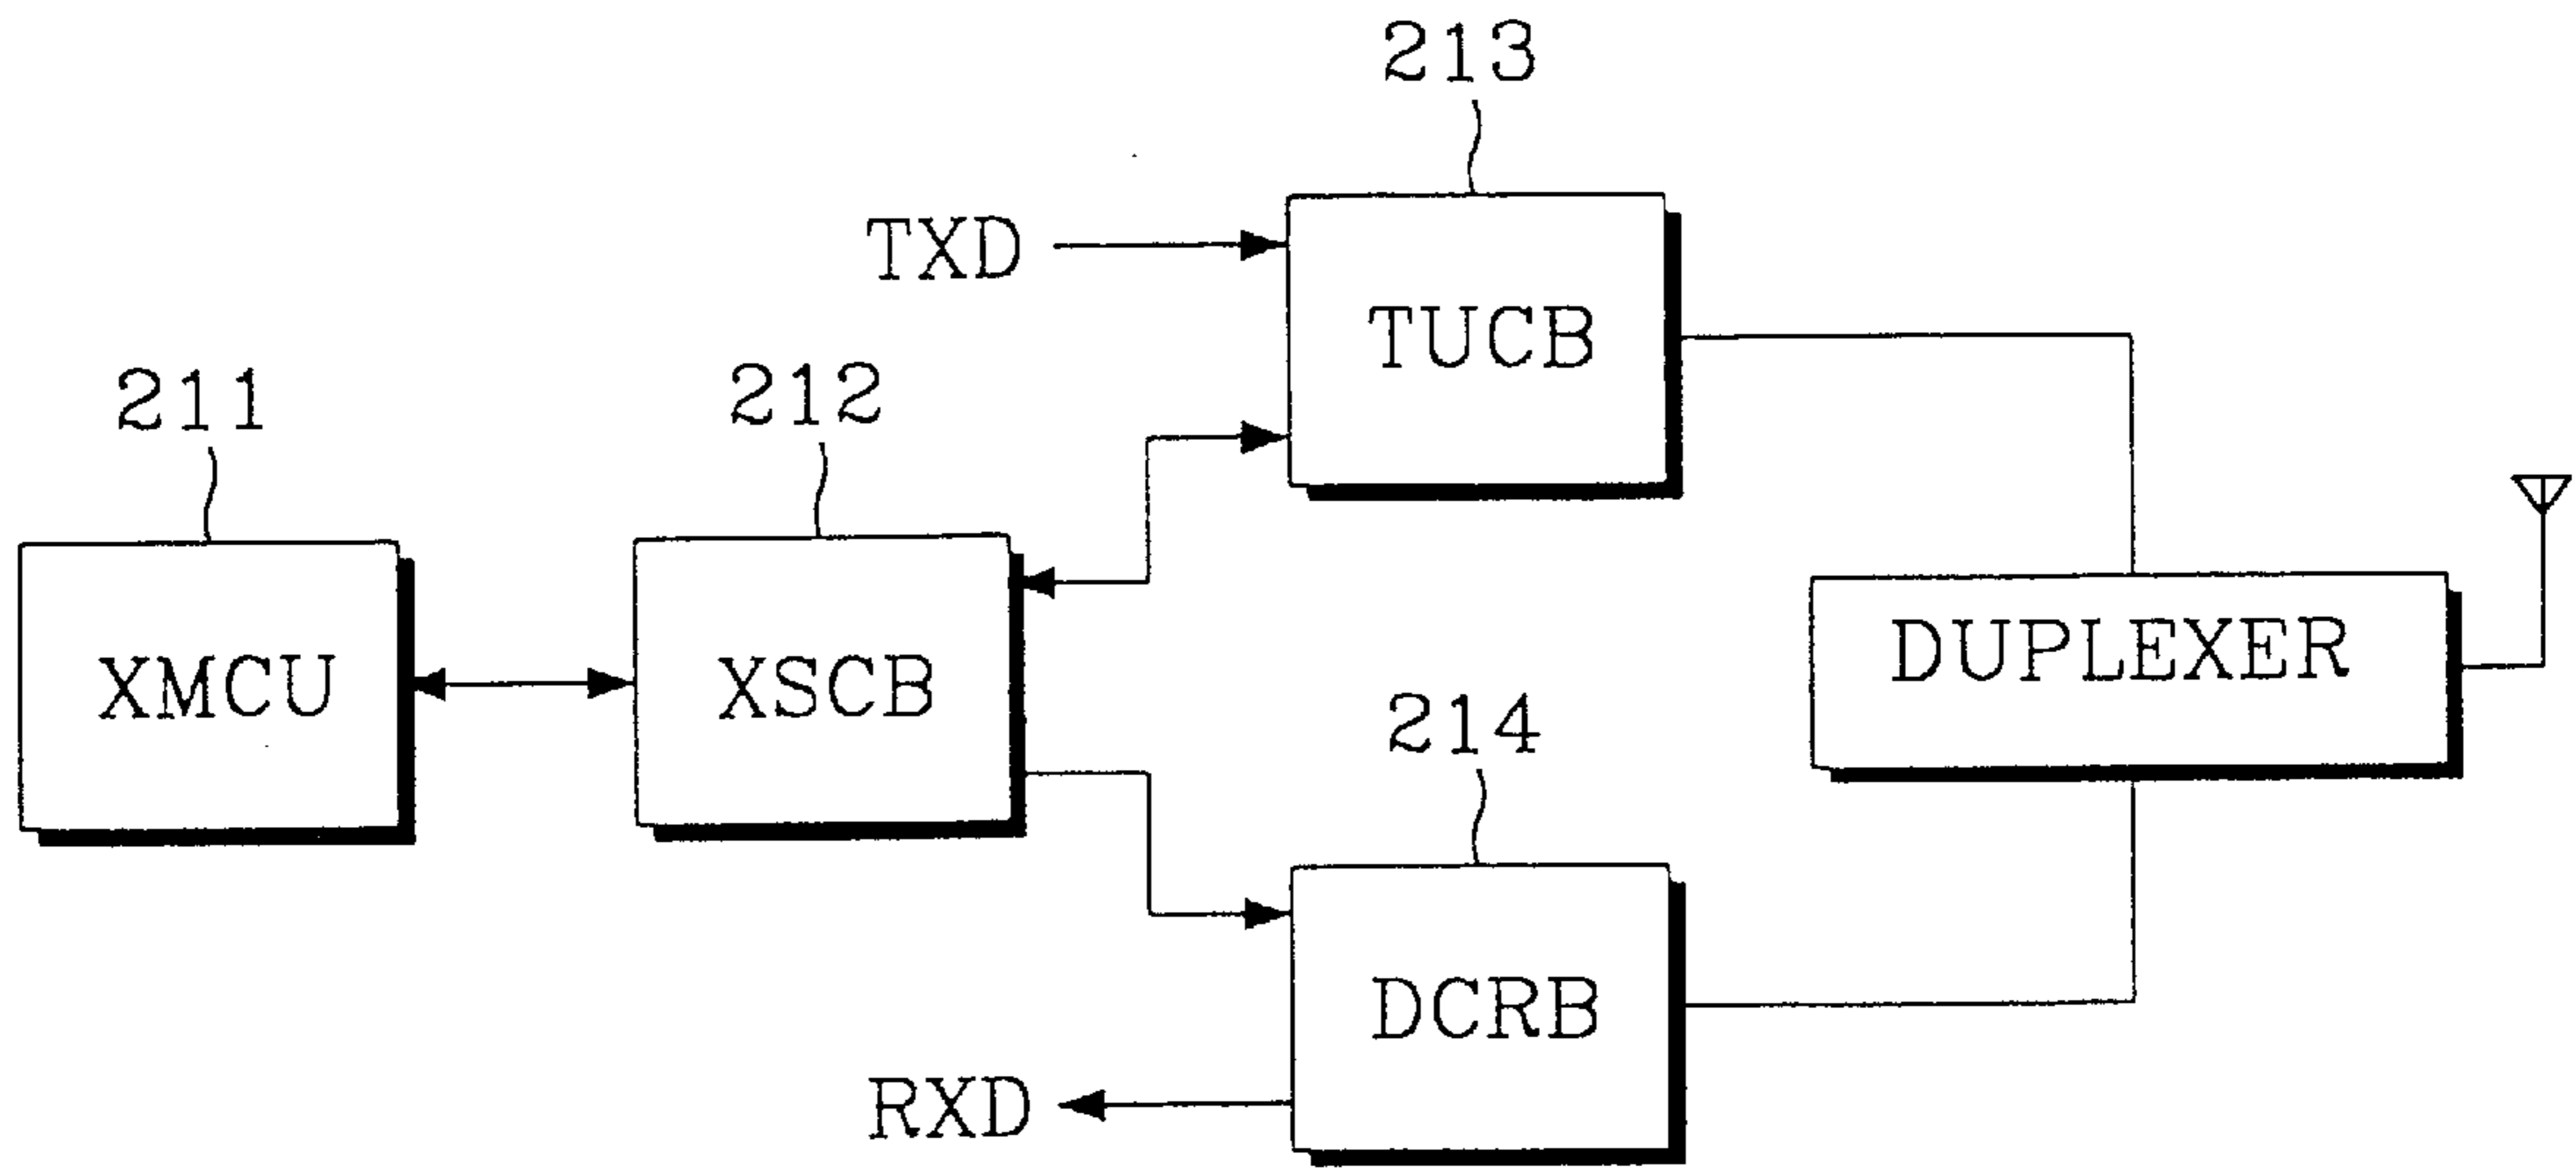 213
TXD
TUCB
211
212
XMCU
XSCB
DUPLEXER
214
DCRB
RXD